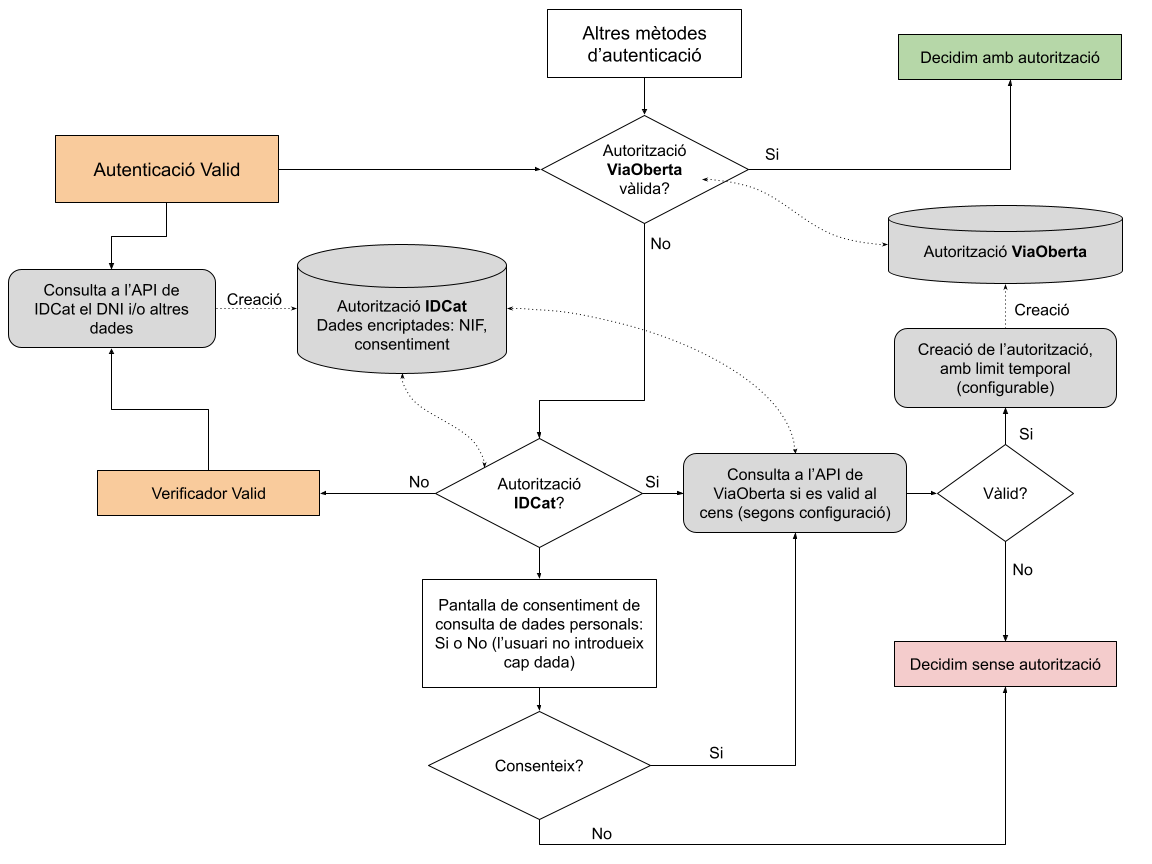 Altres mètodes
d'autenticació
Decidim amb autorització
Autenticació Valid
Autorització
ViaOberta
vàlida?
Si
No
Autorització ViaOberta
Consulta a l'API de
IDCat el DNI i/o altres
dades
Creació
Autorització IDCat
Dades encriptades: NIF,
consentiment
Creació
Creació de l'autorització,
amb limit temporal
(configurable)
Si
Verificador Valid
No
Autorització
IDCat?
Si
Consulta a l'API de
ViaOberta si es valid al
cens (segons configuració)
Vàlid?
No
Pantalla de consentiment de
consulta de dades personals:
Si o No (l'usuari no introdueix
cap dada)
Decidim sense autorització
Consenteix?
Si
No